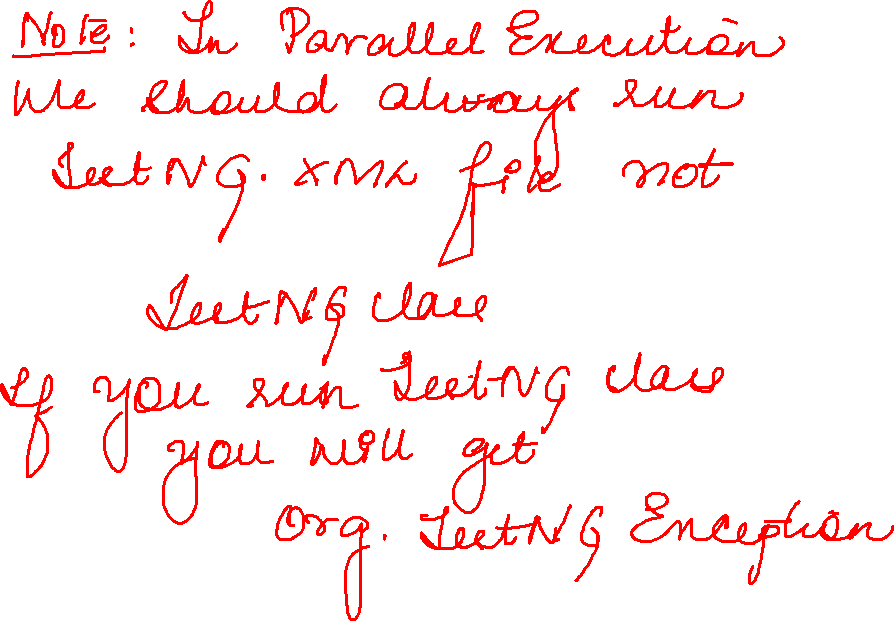 Note: In Parallel Execution
We should always run
TestNG.XML file not
TestNG class
If you run TestNG class
you will get
Org. TestNG Exception